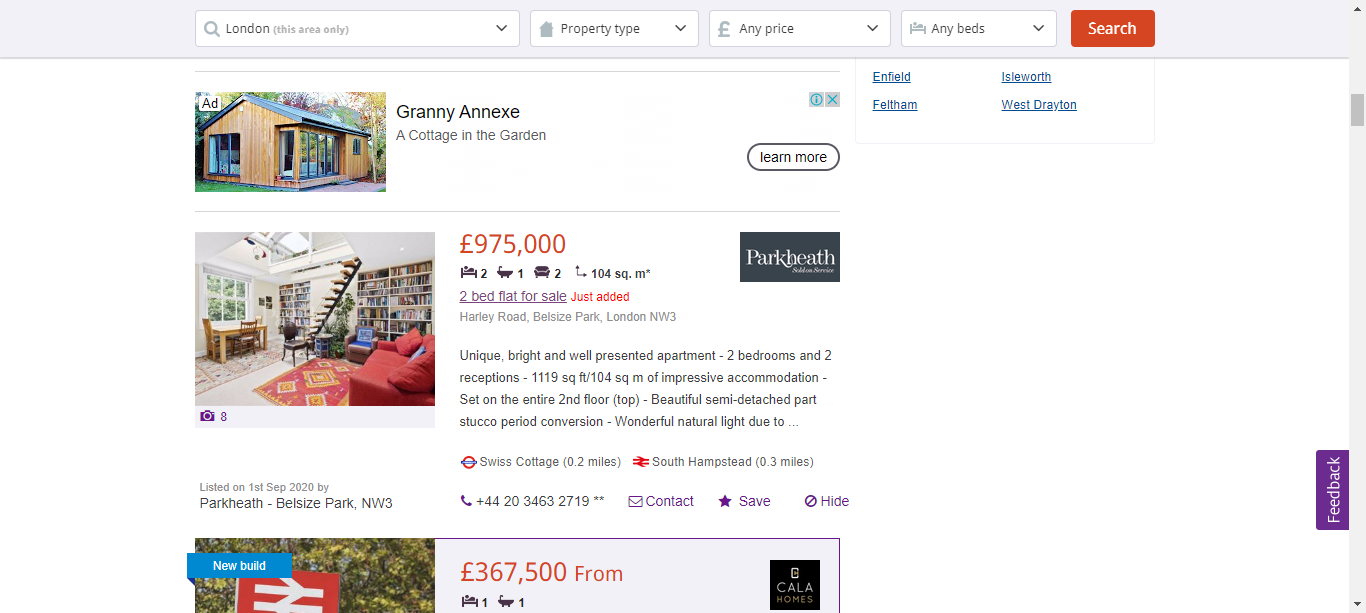 London (this area only)
Property type
Any price
Any beds
Search
Enfield
Isleworth
Feltham
West Drayton
Ad
Granny Annexe
A Cottage in the Garden
learn more
£975,000
2 1 2 104 sq. m*
2 bed flat for sale Just added
Harley Road, Belsize Park, London NW3
Parkheath
Sold on Service
Unique, bright and well presented apartment - 2 bedrooms and 2
receptions - 1119 sq ft/104 sq m of impressive accommodation -
Set on the entire 2nd floor (top) - Beautiful semi-detached part
stucco period conversion - Wonderful natural light due to ...
8
Swiss Cottage (0.2 miles) South Hampstead (0.3 miles)
Listed on 1st Sep 2020 by
Parkheath - Belsize Park, NW3
+44 20 3463 2719 ** Contact Save Hide
Feedback
New build
£367,500 From
1 1
CALA
HOMES